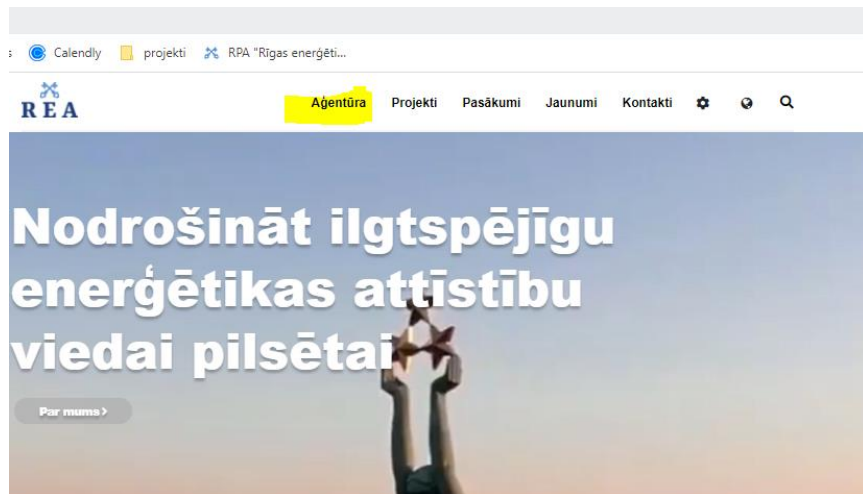 Calendly
projekti
RPA "Rīgas enerģēti...
REA
Aģentūra Projekti Pasākumi Jaunumi Kontakti
Nodrošināt ilgtspējīgu
enerģētikas attīstību
viedai pilsētai
Par mums >